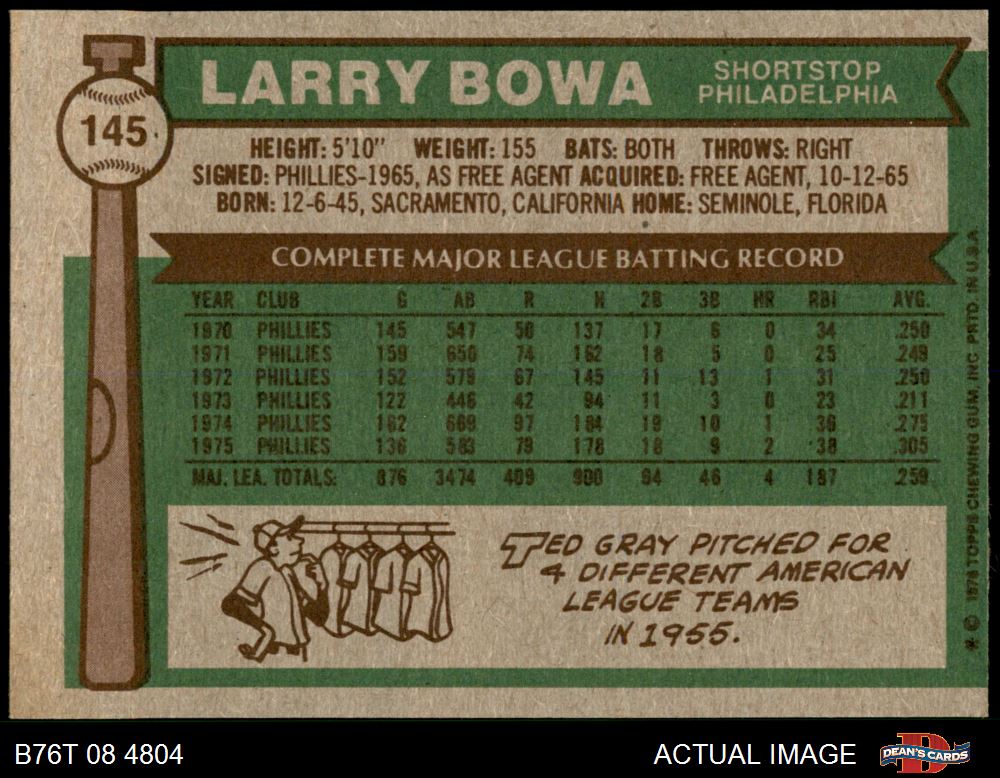 LARRY BOWA
SHORTSTOP
PHILADELPHIA
145
HEIGHT: 5'10" WEIGHT: 155 BATS: BOTH THROWS: RIGHT
SIGNED: PHILLIES-1965, AS FREE AGENT ACQUIRED: FREE AGENT, 10-12-65
BORN: 12-6-45, SACRAMENTO, CALIFORNIA HOME: SEMINOLE, FLORIDA
COMPLETE MAJOR LEAGUE BATTING RECORD
YEAR CLUB G AB R H 2B 3B HR RBI AVG.
1970 PHILLIES 145 547 50 137 17 6 0 34 .250
1971 PHILLIES 159 650 74 162 18 5 0 25 .249
1972 PHILLIES 152 579 67 145 11 13 1 31 .250
1973 PHILLIES 122 446 42 94 11 3 0 23 .211
1974 PHILLIES 162 669 97 184 19 10 1 36 .275
1975 PHILLIES 136 583 79 178 18 9 2 38 .305
MAJ. LEA. TOTALS: 876 3474 409 900 94 46 4 187 .259
TED GRAY PITCHED FOR
4 DIFFERENT AMERICAN
LEAGUE TEAMS
IN 1955.
* © 1976 TOPPS CHEWING GUM, INC. PRTD. IN U.S.A.
B76T 08 4804
ACTUAL IMAGE
D
DEAN'S CARDS